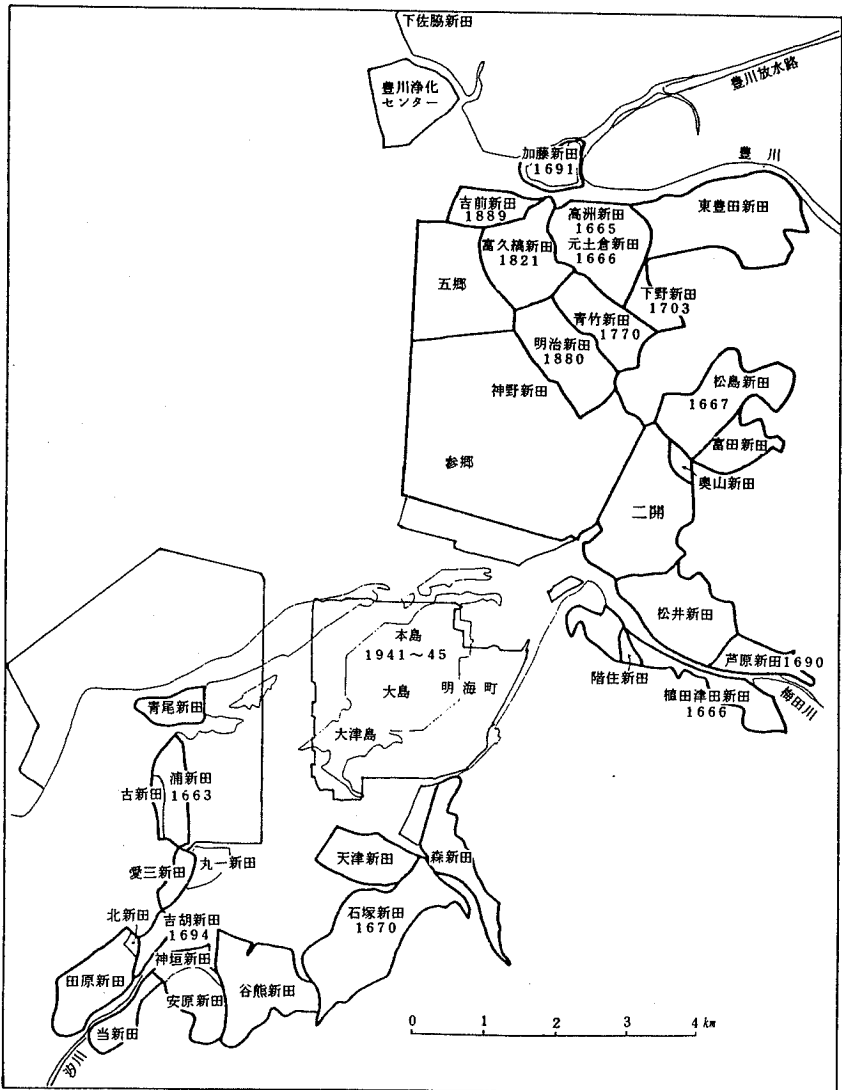 下佐脇新田
豊川浄化
センター
豊川放水路
豊川
加藤新田
1691
吉前新田
1889
高洲新田
1665
元土倉新田
1666
東豊田新田
富久縞新田
1821
五郷
下野新田
1703
青竹新田
1770
明治新田
1880
神野新田
松島新田
1667
富田新田
奥山新田
参郷
二開
松井新田
芦原新田1690
梅田川
階住新田
植田津田新田
1666
本島
1941~45
大島
明海町
大津島
青尾新田
浦新田
1663
古新田
丸一新田
愛三新田
天津新田
森新田
石塚新田
1670
北新田
吉胡新田
1694
神垣新田
田原新田
安原新田
谷熊新田
当新田
汐川
0 1 2 3 4 km